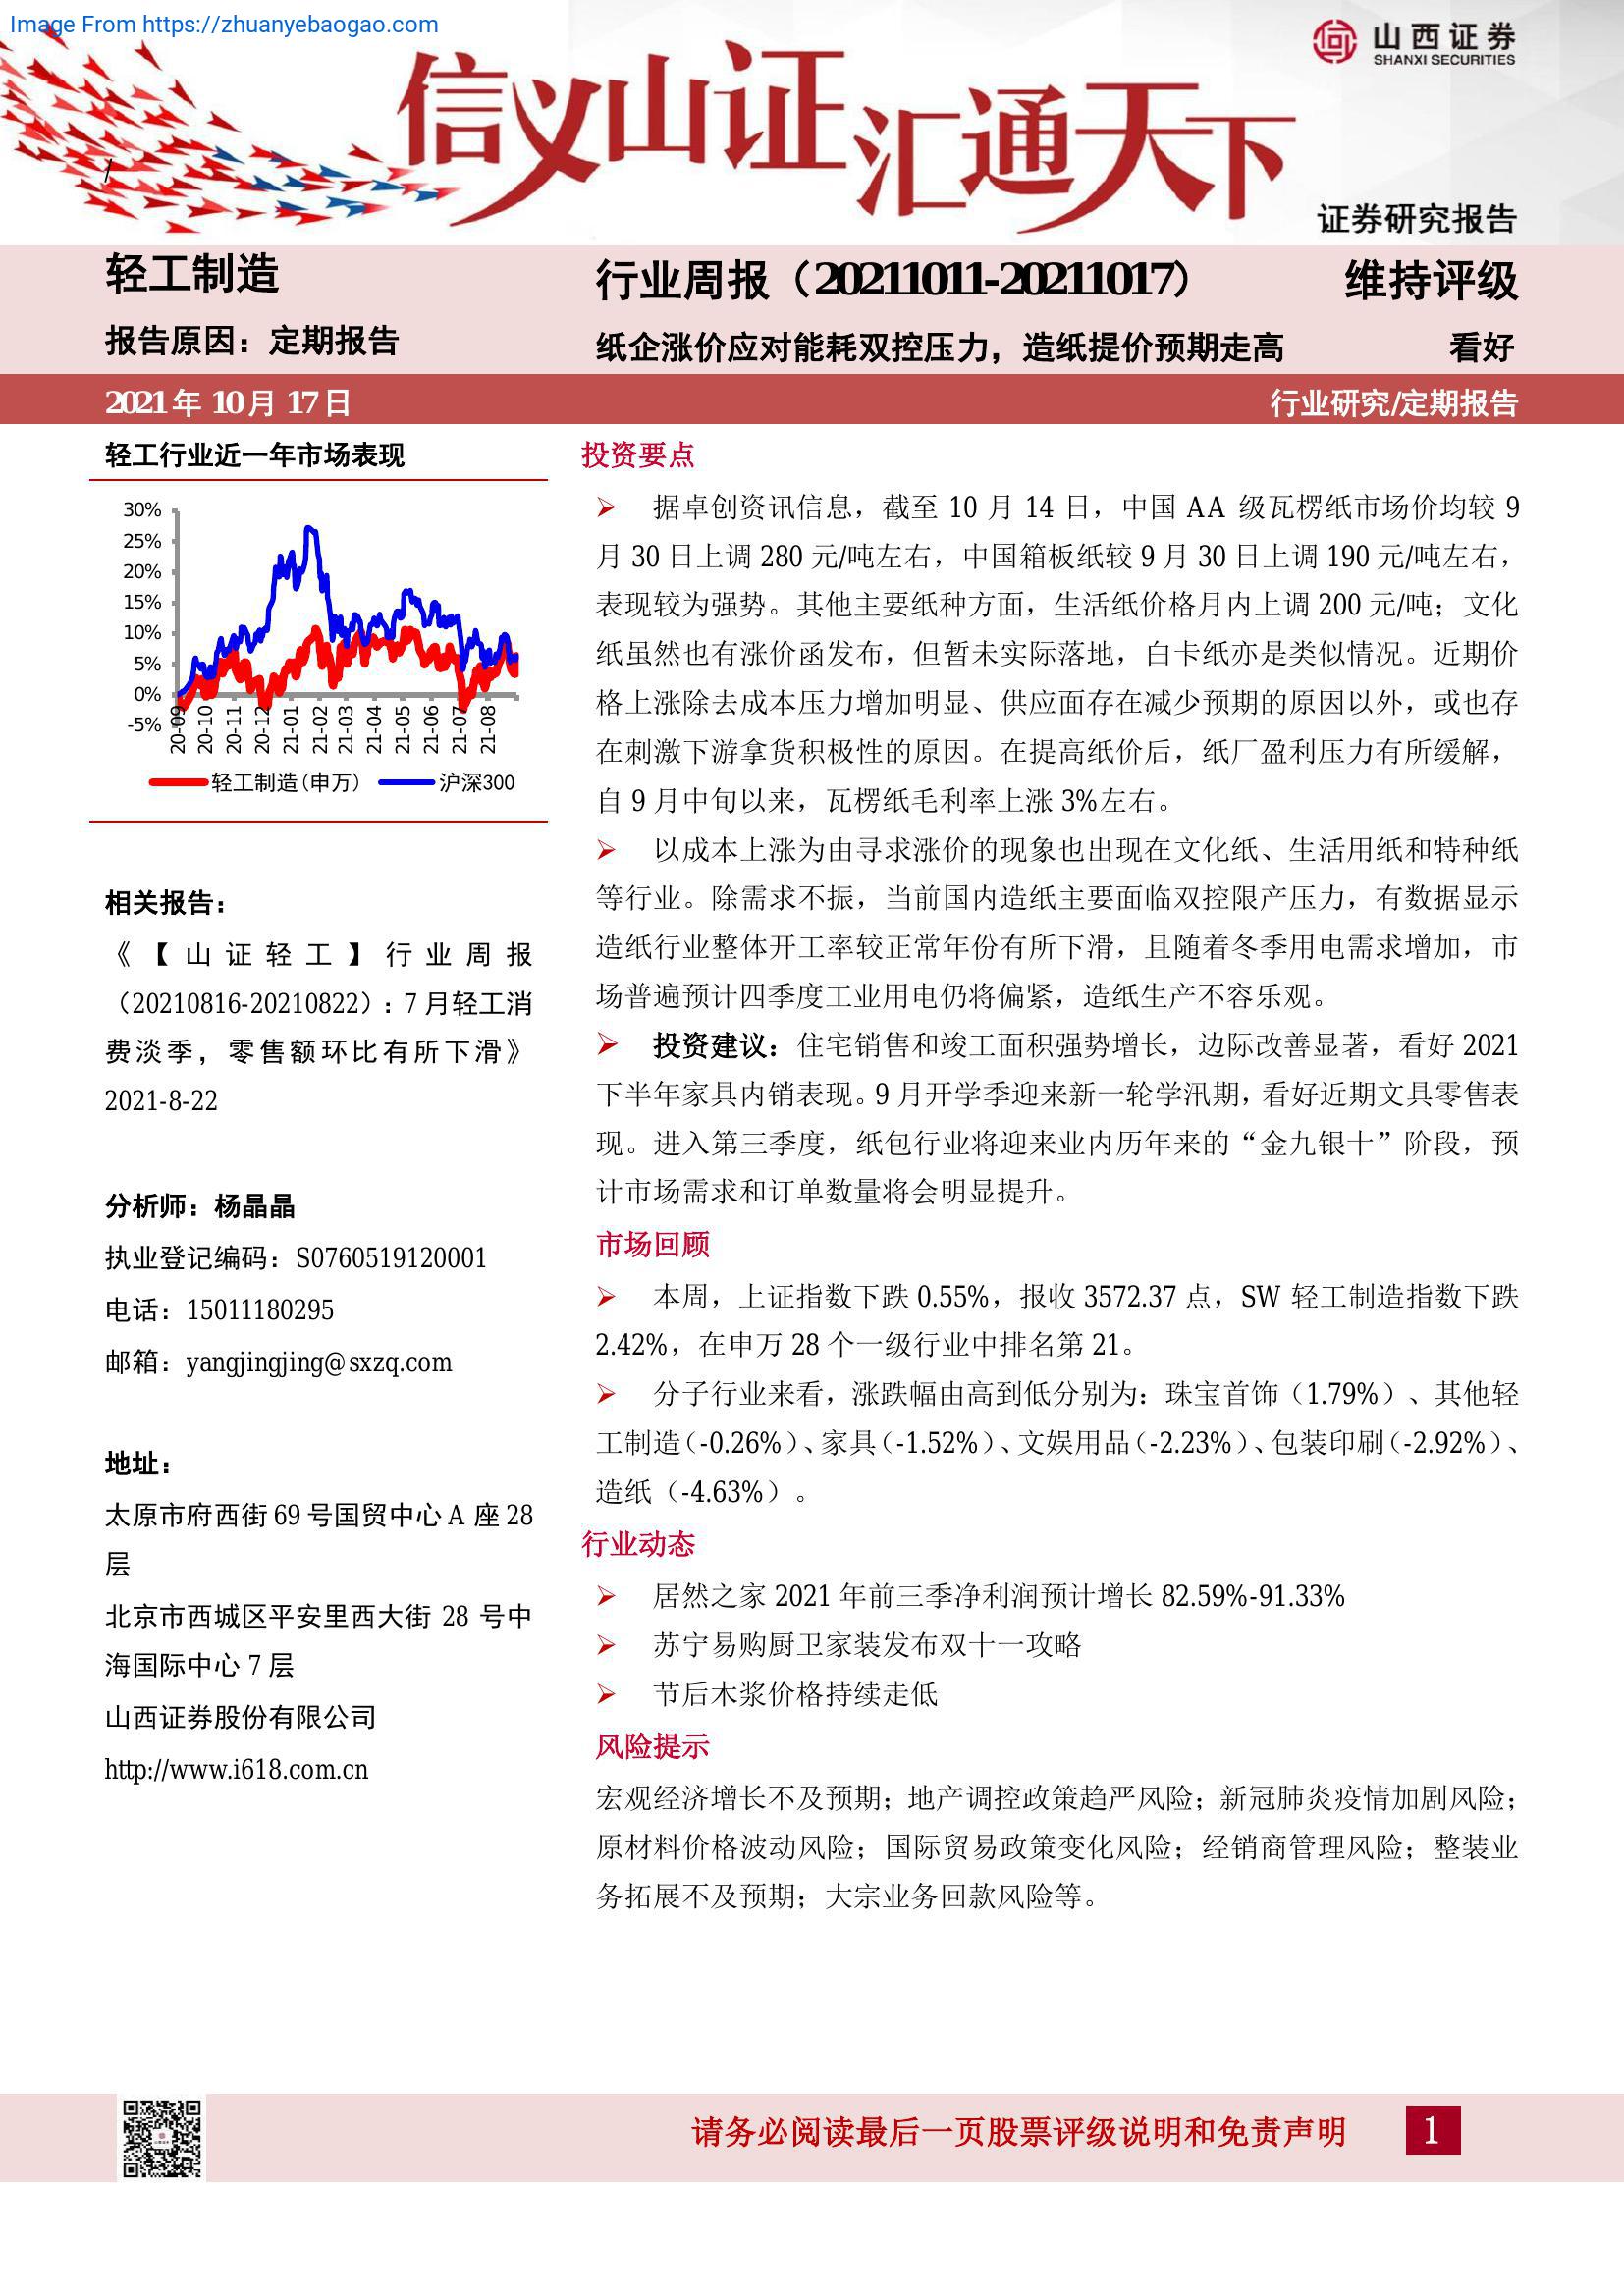 Image From https://zhuanyebaogao.com
山西证券
SHANXI SECURITIES
信义山证汇通天下
/
证券研究报告
轻工制造
行业周报（20211011-20211017）
维持评级
报告原因：定期报告
纸企涨价应对能耗双控压力，造纸提价预期走高
看好
2021年10月17日
行业研究/定期报告
轻工行业近一年市场表现
30%
25%
20%
15%
10%
5%
0%
-5%
20-09
20-10
20-11
20-12
21-01
21-02
21-03
21-04
21-05
21-06
21-07
21-08
轻工制造(申万)
沪深300
相关报告：
《【山证轻工】行业周报
（20210816-20210822）：7月轻工消
费淡季，零售额环比有所下滑》
2021-8-22
分析师：杨晶晶
执业登记编码：S0760519120001
电话：15011180295
邮箱：yangjingjing@sxzq.com
地址：
太原市府西街69号国贸中心A座28
层
北京市西城区平安里西大街28号中
海国际中心7层
山西证券股份有限公司
http://www.i618.com.cn
投资要点
➢ 据卓创资讯信息，截至10月14日，中国AA级瓦楞纸市场价均较9
月30日上调280元/吨左右，中国箱板纸较9月30日上调190元/吨左右，
表现较为强势。其他主要纸种方面，生活纸价格月内上调200元/吨；文化
纸虽然也有涨价函发布，但暂未实际落地，白卡纸亦是类似情况。近期价
格上涨除去成本压力增加明显、供应面存在减少预期的原因以外，或也存
在刺激下游拿货积极性的原因。在提高纸价后，纸厂盈利压力有所缓解，
自9月中旬以来，瓦楞纸毛利率上涨3%左右。
➢ 以成本上涨为由寻求涨价的现象也出现在文化纸、生活用纸和特种纸
等行业。除需求不振，当前国内造纸主要面临双控限产压力，有数据显示
造纸行业整体开工率较正常年份有所下滑，且随着冬季用电需求增加，市
场普遍预计四季度工业用电仍将偏紧，造纸生产不容乐观。
➢ 投资建议：住宅销售和竣工面积强势增长，边际改善显著，看好2021
下半年家具内销表现。9月开学季迎来新一轮学汛期，看好近期文具零售表
现。进入第三季度，纸包行业将迎来业内历年来的“金九银十”阶段，预
计市场需求和订单数量将会明显提升。
市场回顾
➢ 本周，上证指数下跌0.55%，报收3572.37点，SW轻工制造指数下跌
2.42%，在申万28个一级行业中排名第21。
➢ 分子行业来看，涨跌幅由高到低分别为：珠宝首饰（1.79%）、其他轻
工制造（-0.26%）、家具（-1.52%）、文娱用品（-2.23%）、包装印刷（-2.92%）、
造纸（-4.63%）。
行业动态
➢ 居然之家2021年前三季净利润预计增长82.59%-91.33%
➢ 苏宁易购厨卫家装发布双十一攻略
➢ 节后木浆价格持续走低
风险提示
宏观经济增长不及预期；地产调控政策趋严风险；新冠肺炎疫情加剧风险；
原材料价格波动风险；国际贸易政策变化风险；经销商管理风险；整装业
务拓展不及预期；大宗业务回款风险等。
请务必阅读最后一页股票评级说明和免责声明
1